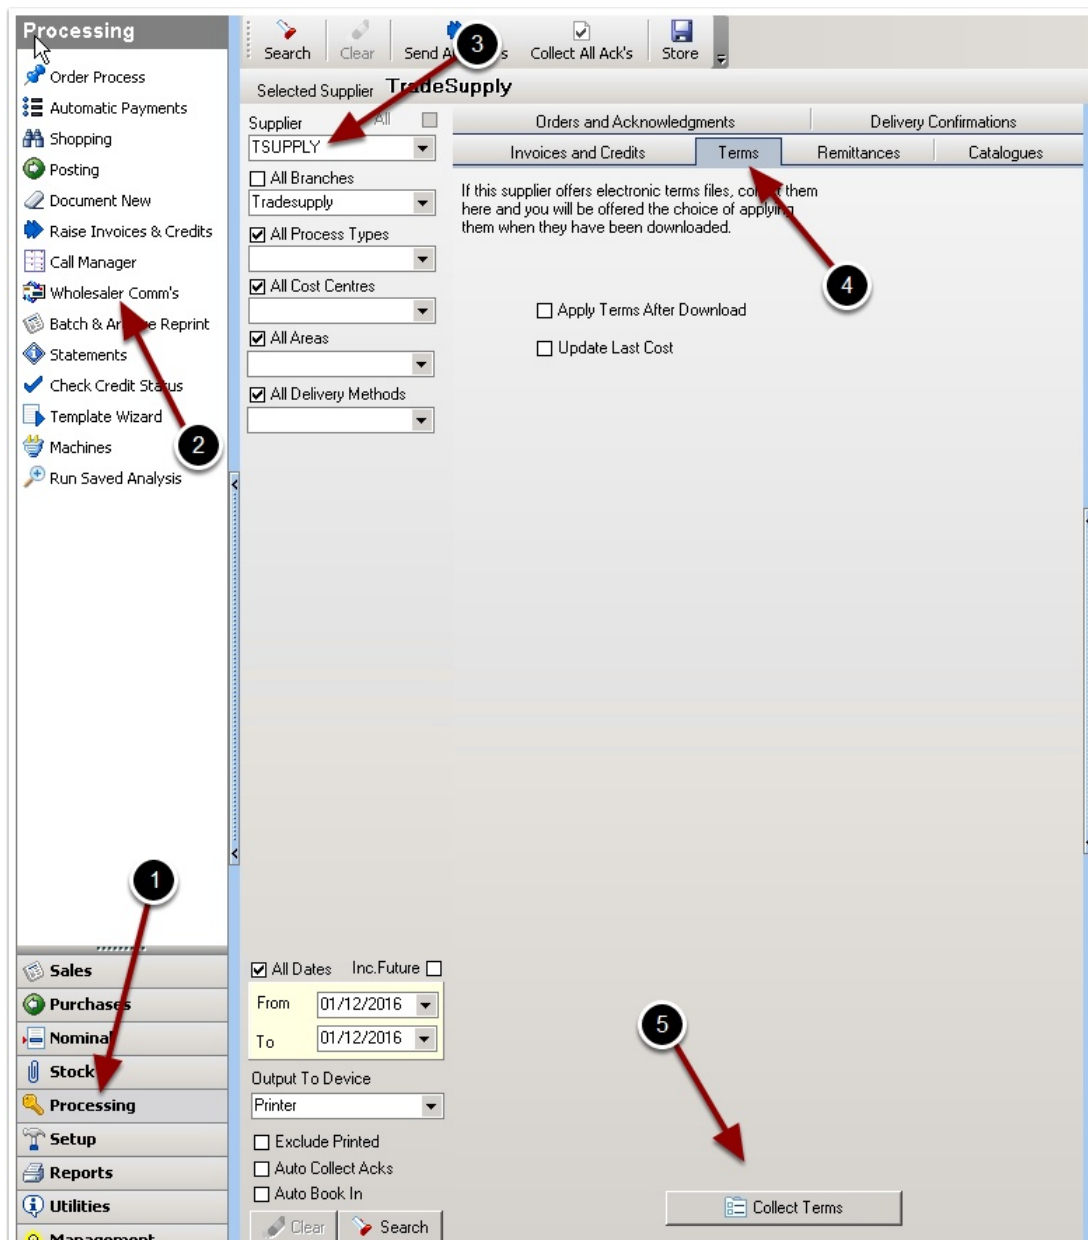 Processing
Order Process
Automatic Payments
Shopping
Posting
Document New
Raise Invoices & Credits
Call Manager
Wholesaler Comm's
Batch & Reprint
Statements
Check Credit Status
Template Wizard
Machines
Run Saved Analysis
2
1
Sales
Purchases
Nominal
Stock
Processing
Setup
Reports
Utilities
Management
Search Clear Send Collect All Ack's Store
3
Selected Supplier TradeSupply
Supplier All
TSUPPLY
All Branches
Tradesupply
All Process Types
All Cost Centres
All Areas
All Delivery Methods
All Dates Inc.Future
From 01/12/2016
To 01/12/2016
Output To Device
Printer
Exclude Printed
Auto Collect Acks
Auto Book In
Clear Search
Orders and Acknowledgments Delivery Confirmations
Invoices and Credits Terms Remittances Catalogues
If this supplier offers electronic terms files, collect them
here and you will be offered the choice of applying
them when they have been downloaded.
4
Apply Terms After Download
Update Last Cost
5
Collect Terms